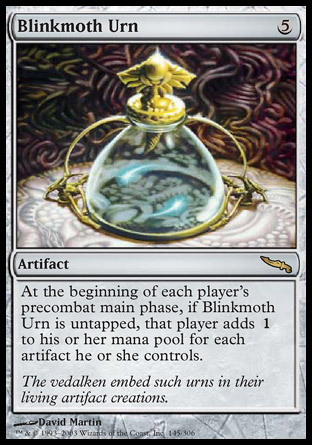 Blinkmoth Urn 5
Artifact
At the beginning of each player's
precombat main phase, if Blinkmoth
Urn is untapped, that player adds 1
to his or her mana pool for each
artifact he or she controls.
The vedalken embed such urns in their
living artifact creations.
David Martin
™ & © 1993–2003 Wizards of the Coast, Inc. 145/306